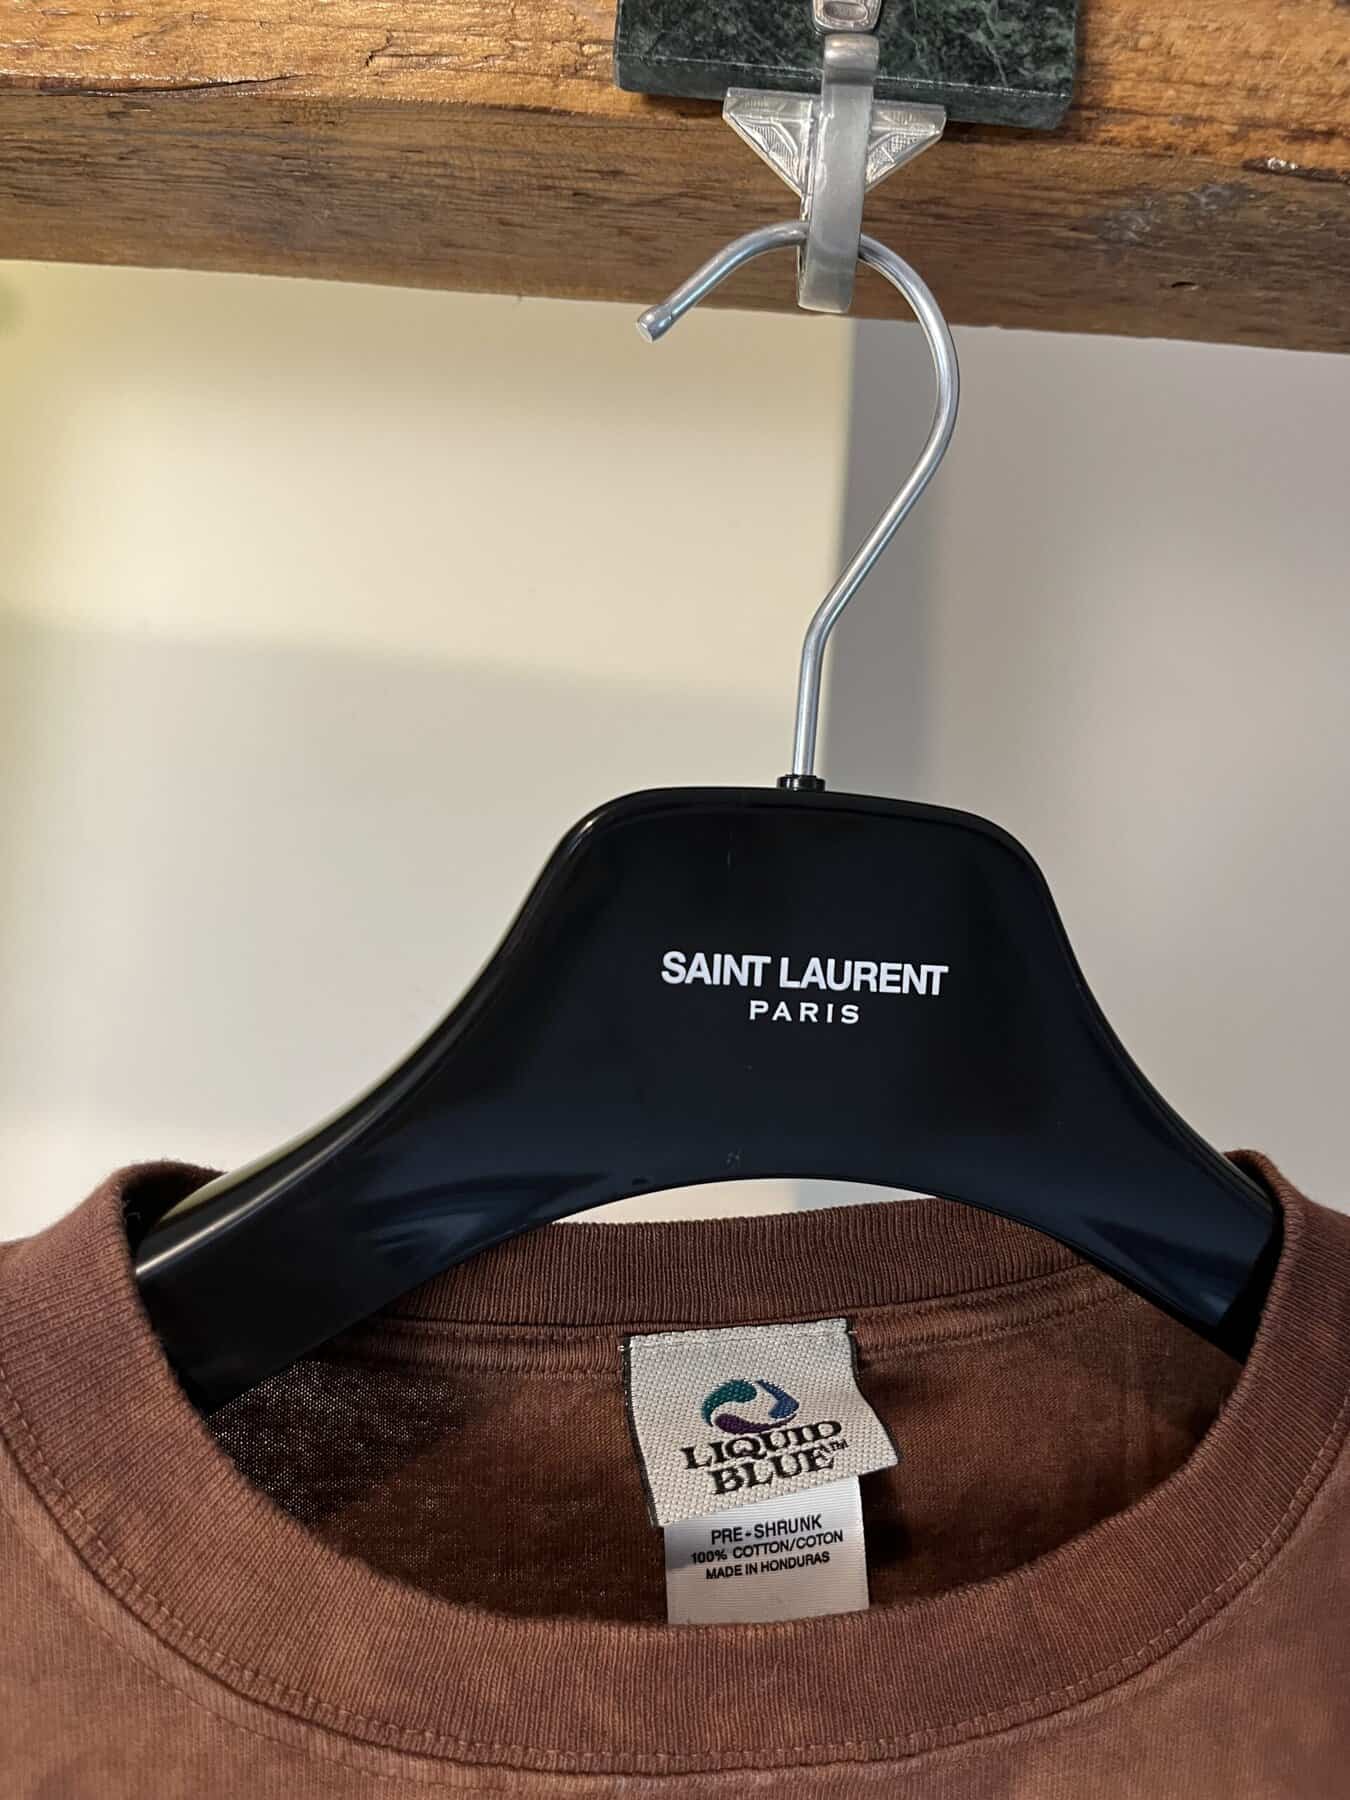 SAINT LAURENT
PARIS
LIQUID
BLUE™
PRE-SHRUNK
100% COTTON/COTON
MADE IN HONDURAS